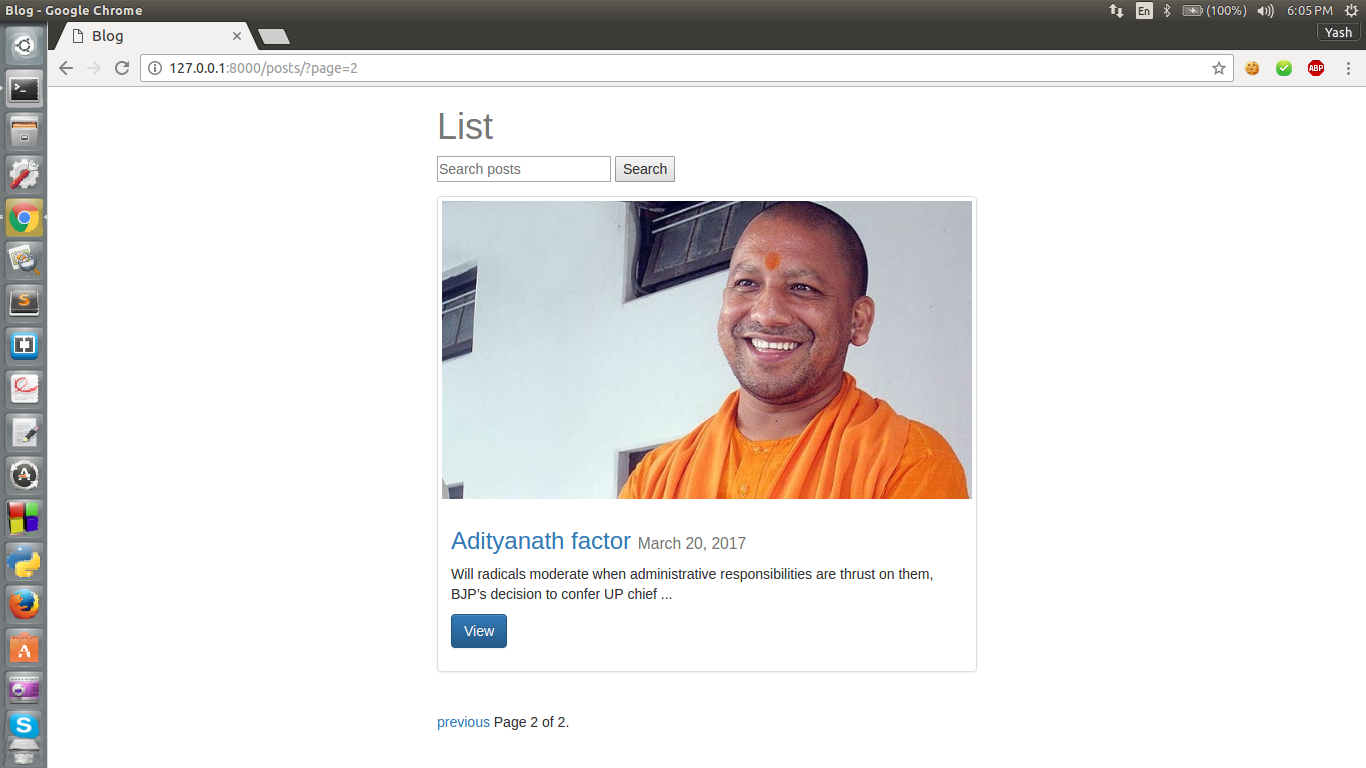 Blog - Google Chrome
En
(100%)
6:05 PM
Blog
Yash
127.0.0.1:8000/posts/?page=2
ABP
List
Search posts
Search
Adityanath factor March 20, 2017
Will radicals moderate when administrative responsibilities are thrust on them,
BJP's decision to confer UP chief ...
View
previous Page 2 of 2.